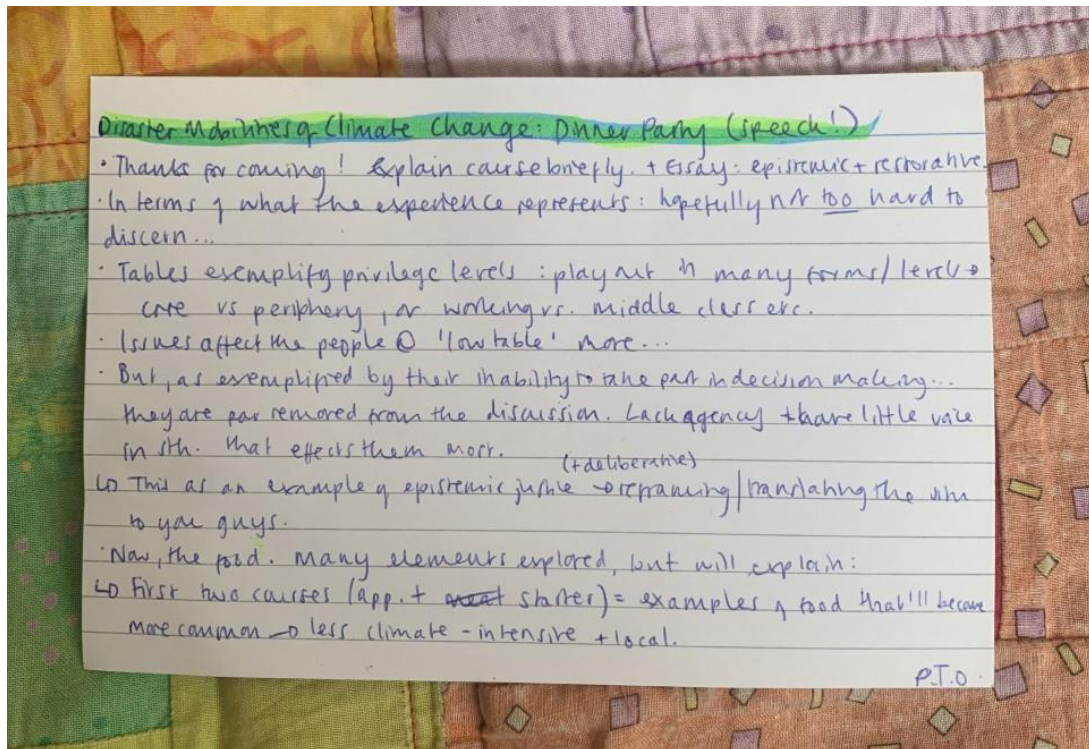 Disaster Mobilities of Climate Change: Dinner Party (speech!)
· Thanks for coming! Explain course briefly. + Essay: epistemic + restorative.
· In terms of what the experience represents: hopefully not too hard to
discern...
· Tables exemplify privilege levels: play out in many forms/levels →
core vs periphery, or working vs. middle class etc.
· Issues affect the people @ 'low table' more...
· But, as exemplified by their inability to take part in decision making...
they are far removed from the discussion. Lack agency + have little voice
in sth. that effects them most.
(+deliberative)
↳ This as an example of epistemic justice → reframing/translating the
to you guys.
· Now, the food. Many elements explored, but will explain:
↳ First two courses (app. + starter) = examples of food that'll become
more common → less climate-intensive + local.
P.T.O